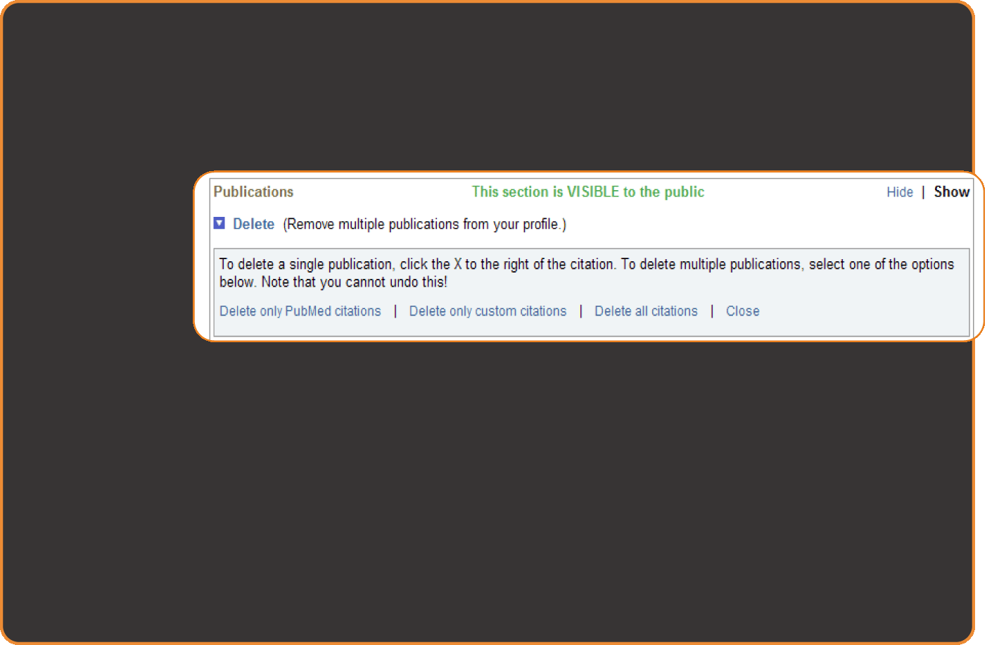 Publications This section is VISIBLE to the public Hide | Show
Delete (Remove multiple publications from your profile.)
To delete a single publication, click the X to the right of the citation. To delete multiple publications, select one of the options
below. Note that you cannot undo this!
Delete only PubMed citations | Delete only custom citations | Delete all citations | Close